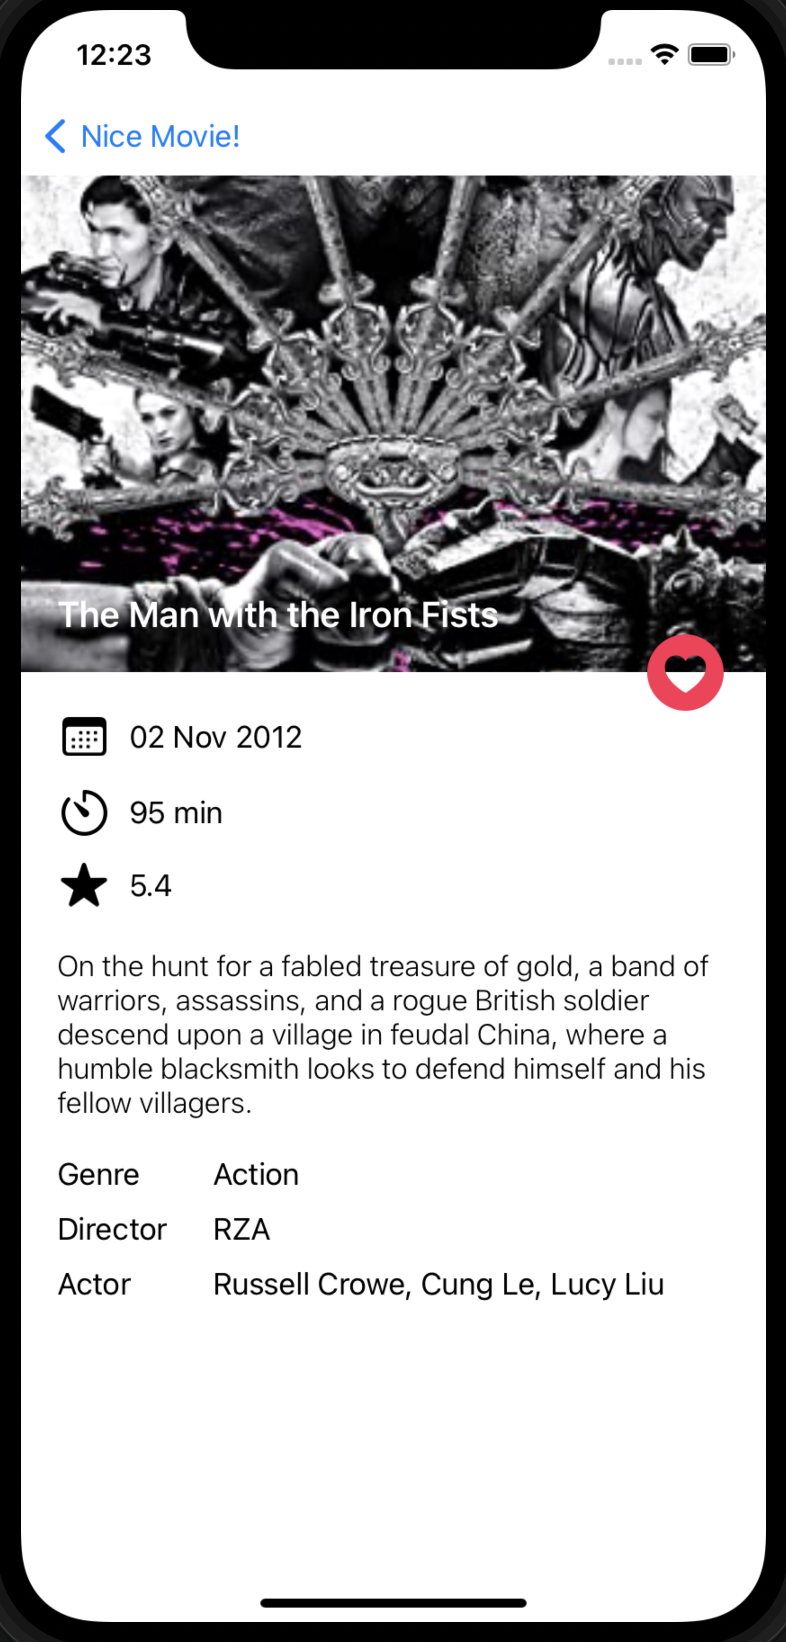 12:23
Nice Movie!
The Man with the Iron Fists
02 Nov 2012
95 min
5.4
On the hunt for a fabled treasure of gold, a band of
warriors, assassins, and a rogue British soldier
descend upon a village in feudal China, where a
humble blacksmith looks to defend himself and his
fellow villagers.
Genre Action
Director RZA
Actor Russell Crowe, Cung Le, Lucy Liu